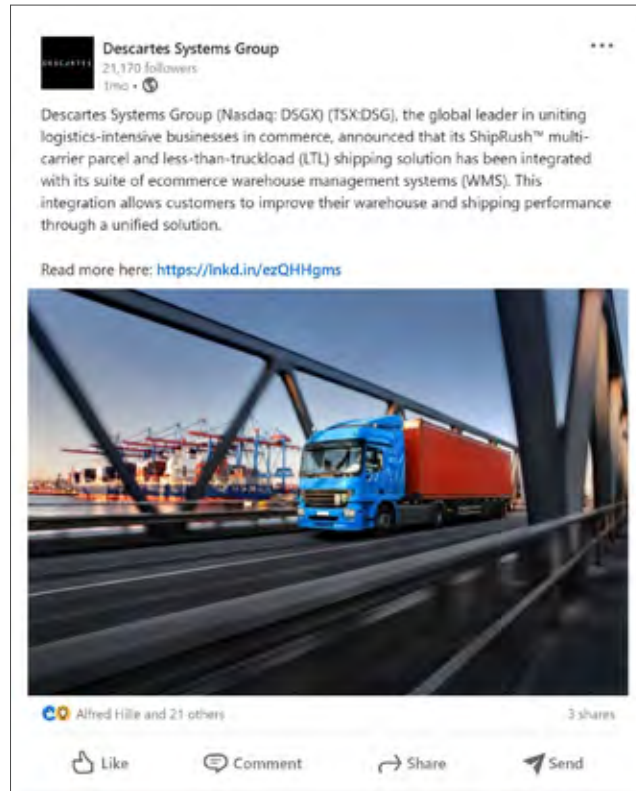 DESCARTES
Descartes Systems Group
21,170 followers
1mo •
Descartes Systems Group (Nasdaq: DSGX) (TSX:DSG), the global leader in uniting
logistics-intensive businesses in commerce, announced that its ShipRush™ multi-
carrier parcel and less-than-truckload (LTL) shipping solution has been integrated
with its suite of ecommerce warehouse management systems (WMS). This
integration allows customers to improve their warehouse and shipping performance
through a unified solution.
Read more here: https://lnkd.in/ezQHHgms
Alfred Hille and 21 others
3 shares
Like
Comment
Share
Send